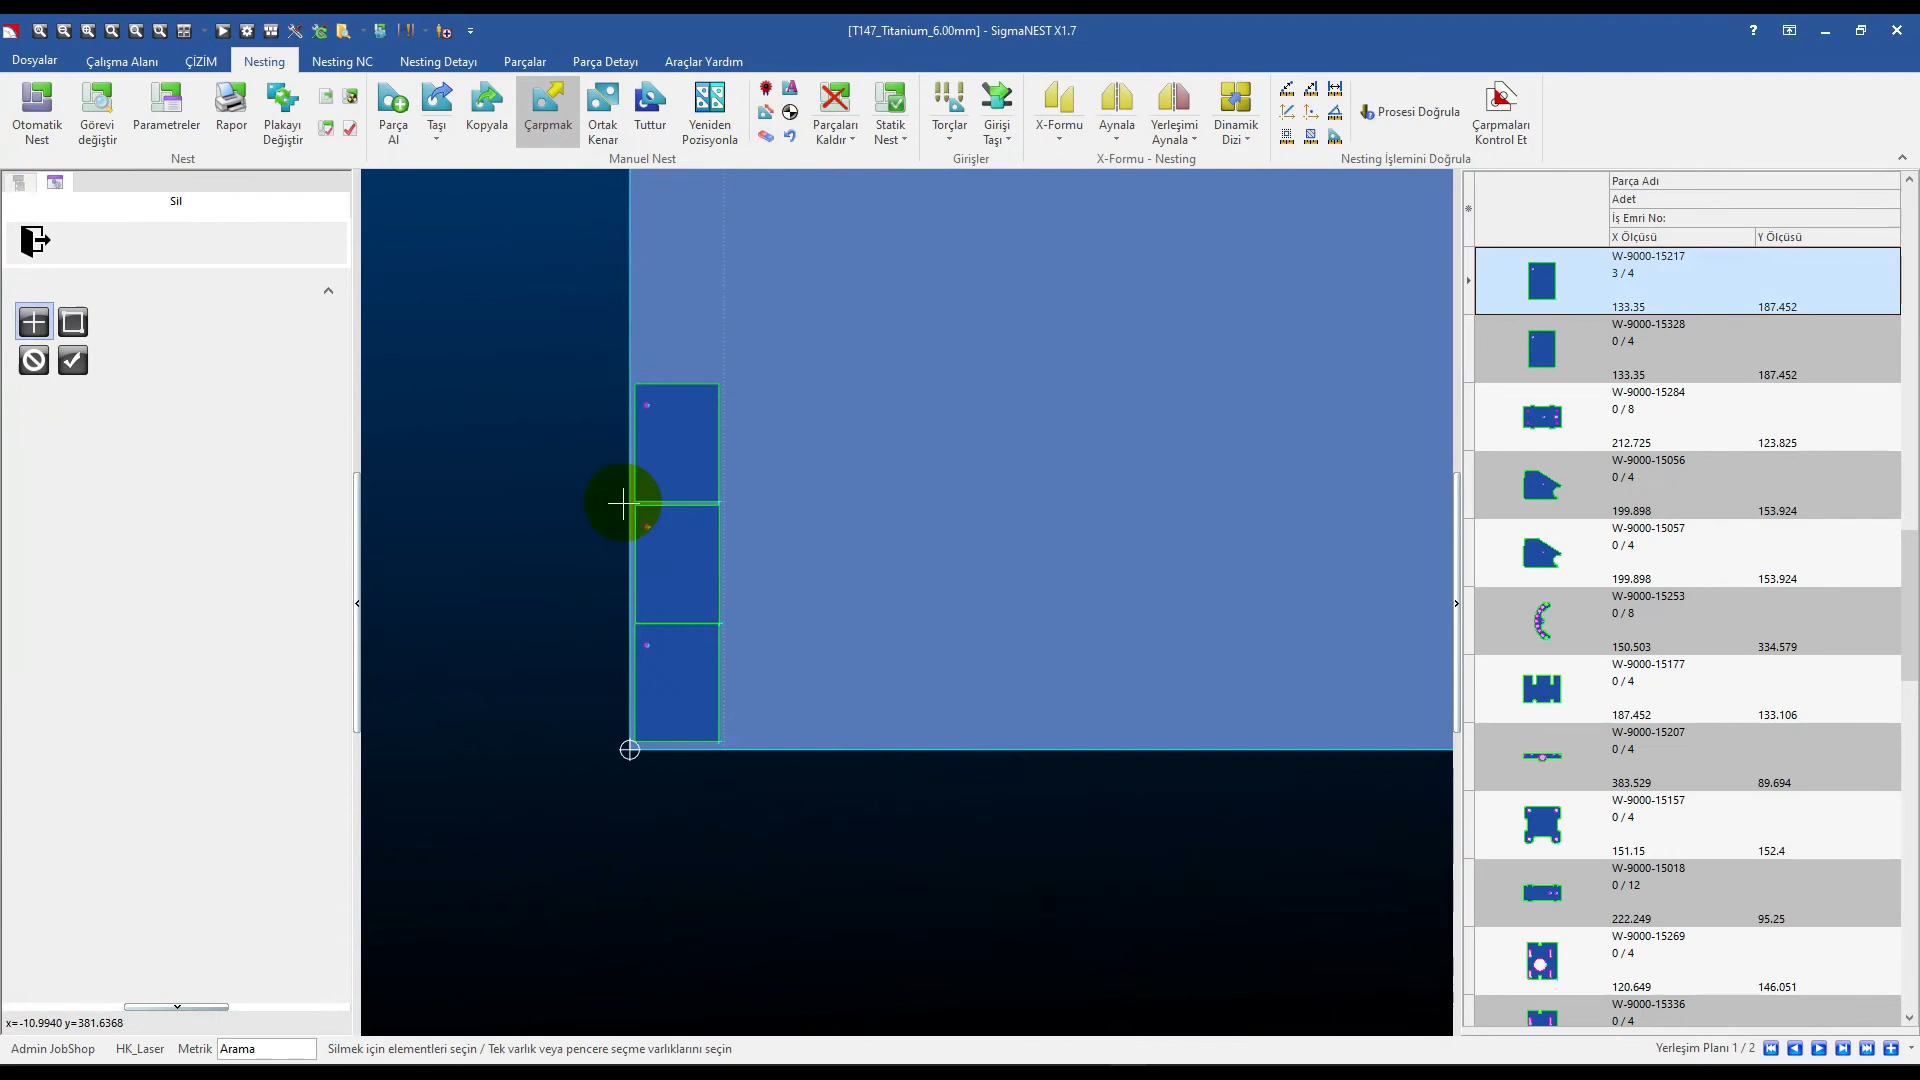 [T147_Titanium_6.00mm] - SigmaNEST X1.7
Dosyalar
Çalışma Alanı
ÇİZİM
Nesting
Nesting NC
Nesting Detayı
Parçalar
Parça Detayı
Araçlar Yardım
Otomatik Nest
Görevi değiştir
Parametreler
Rapor
Plakayı Değiştir
Nest
Parça Al
Taşı
Kopyala
Çarpmak
Ortak Kenar
Tuttur
Yeniden Pozisyonla
Parçaları Kaldır
Statik Nest
Manuel Nest
Torçlar
Girişi Taşı
Girişler
X-Formu
Aynala
Yerleşimi Aynala
Dinamik Dizi
X-Formu - Nesting
Prosesi Doğrula
Çarpmaları Kontrol Et
Nesting İşlemini Doğrula
Sil
Parça Adı
Adet
İş Emri No:
X Ölçüsü Y Ölçüsü
W-9000-15217
3 / 4
133.35 187.452
W-9000-15328
0 / 4
133.35 187.452
W-9000-15284
0 / 8
212.725 123.825
W-9000-15056
0 / 4
199.898 153.924
W-9000-15057
0 / 4
199.898 153.924
W-9000-15253
0 / 8
150.503 334.579
W-9000-15177
0 / 4
187.452 133.106
W-9000-15207
0 / 4
383.529 89.694
W-9000-15157
0 / 4
151.15 152.4
W-9000-15018
0 / 12
222.249 95.25
W-9000-15269
0 / 4
120.649 146.051
W-9000-15336
0 / 4
x=-10.9940 y=381.6368
Admin JobShop HK_Laser Metrik Arama Silmek için elementleri seçin / Tek varlık veya pencere seçme varlıklarını seçin
Yerleşim Planı 1 / 2